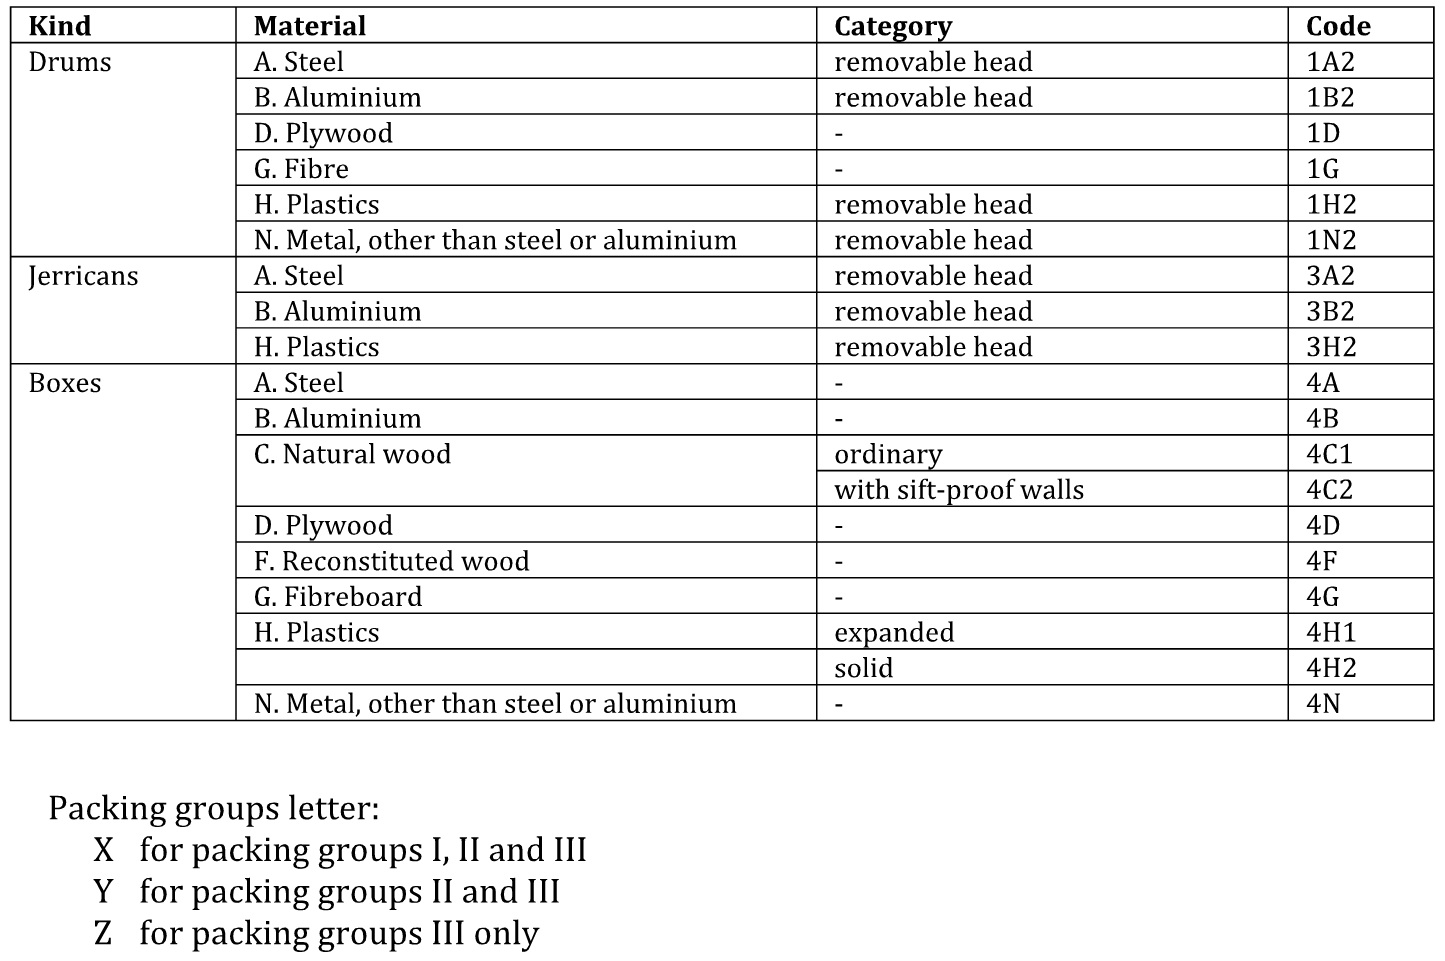 Kind Material Category Code
Drums A. Steel removable head 1A2
B. Aluminium removable head 1B2
D. Plywood - 1D
G. Fibre - 1G
H. Plastics removable head 1H2
N. Metal, other than steel or aluminium removable head 1N2
Jerricans A. Steel removable head 3A2
B. Aluminium removable head 3B2
H. Plastics removable head 3H2
Boxes A. Steel - 4A
B. Aluminium - 4B
C. Natural wood ordinary 4C1
with sift-proof walls 4C2
D. Plywood - 4D
F. Reconstituted wood - 4F
G. Fibreboard - 4G
H. Plastics expanded 4H1
solid 4H2
N. Metal, other than steel or aluminium - 4N
Packing groups letter:
X for packing groups I, II and III
Y for packing groups II and III
Z for packing groups III only